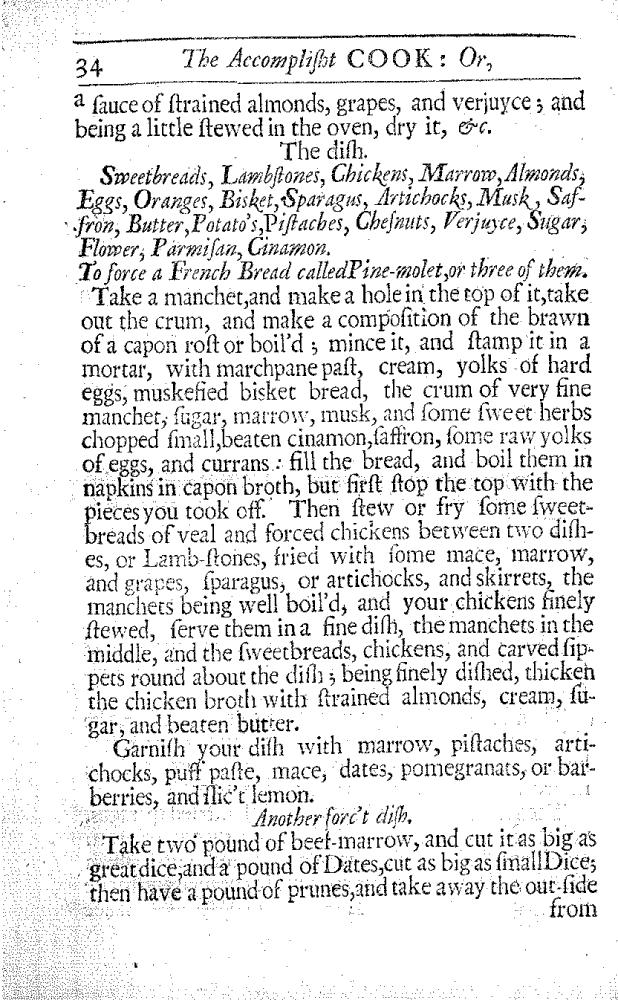 34 The Accompliſht COOK: Or,
a ſauce of ſtrained almonds, grapes, and verjuyce; and
being a little ſtewed in the oven, dry it, &c.
The diſh.
Sweetbreads, Lambſtones, Chickens, Marrow, Almonds,
Eggs, Oranges, Bisket, Sparagus, Artichocks, Musk, Saf-
fron, Butter, Potato's, Piſtaches, Cheſnuts, Verjuyce, Sugar,
Flower, Parmiſan, Cinamon.
To force a French Bread called Pine-molet, or three of them.
Take a manchet, and make a hole in the top of it, take
out the crum, and make a compoſition of the brawn
of a capon roſt or boil'd; mince it, and ſtamp it in a
mortar, with marchpane paſt, cream, yolks of hard
eggs, muskefied bisket bread, the crum of very fine
manchet, ſugar, marrow, musk, and ſome ſweet herbs
chopped ſmall, beaten cinamon, ſaffron, ſome raw yolks
of eggs, and currans: fill the bread, and boil them in
napkins in capon broth, but firſt ſtop the top with the
pieces you took off. Then ſtew or fry ſome ſweet-
breads of veal and forced chickens between two diſh-
es, or Lamb-ſtones, fried with ſome mace, marrow,
and grapes, ſparagus, or artichocks, and skirrets, the
manchets being well boil'd, and your chickens finely
ſtewed, ſerve them in a fine diſh, the manchets in the
middle, and the ſweetbreads, chickens, and carved ſip-
pets round about the diſh; being finely diſhed, thicken
the chicken broth with ſtrained almonds, cream, ſu-
gar, and beaten butter.
Garniſh your diſh with marrow, piſtaches, arti-
chocks, puff paſte, mace, dates, pomegranats, or bar-
berries, and ſlic't lemon.
Another forc't diſh.
Take two pound of beef-marrow, and cut it as big as
great dice, and a pound of Dates, cut as big as ſmall Dice;
then have a pound of prunes, and take away the out-ſide
from